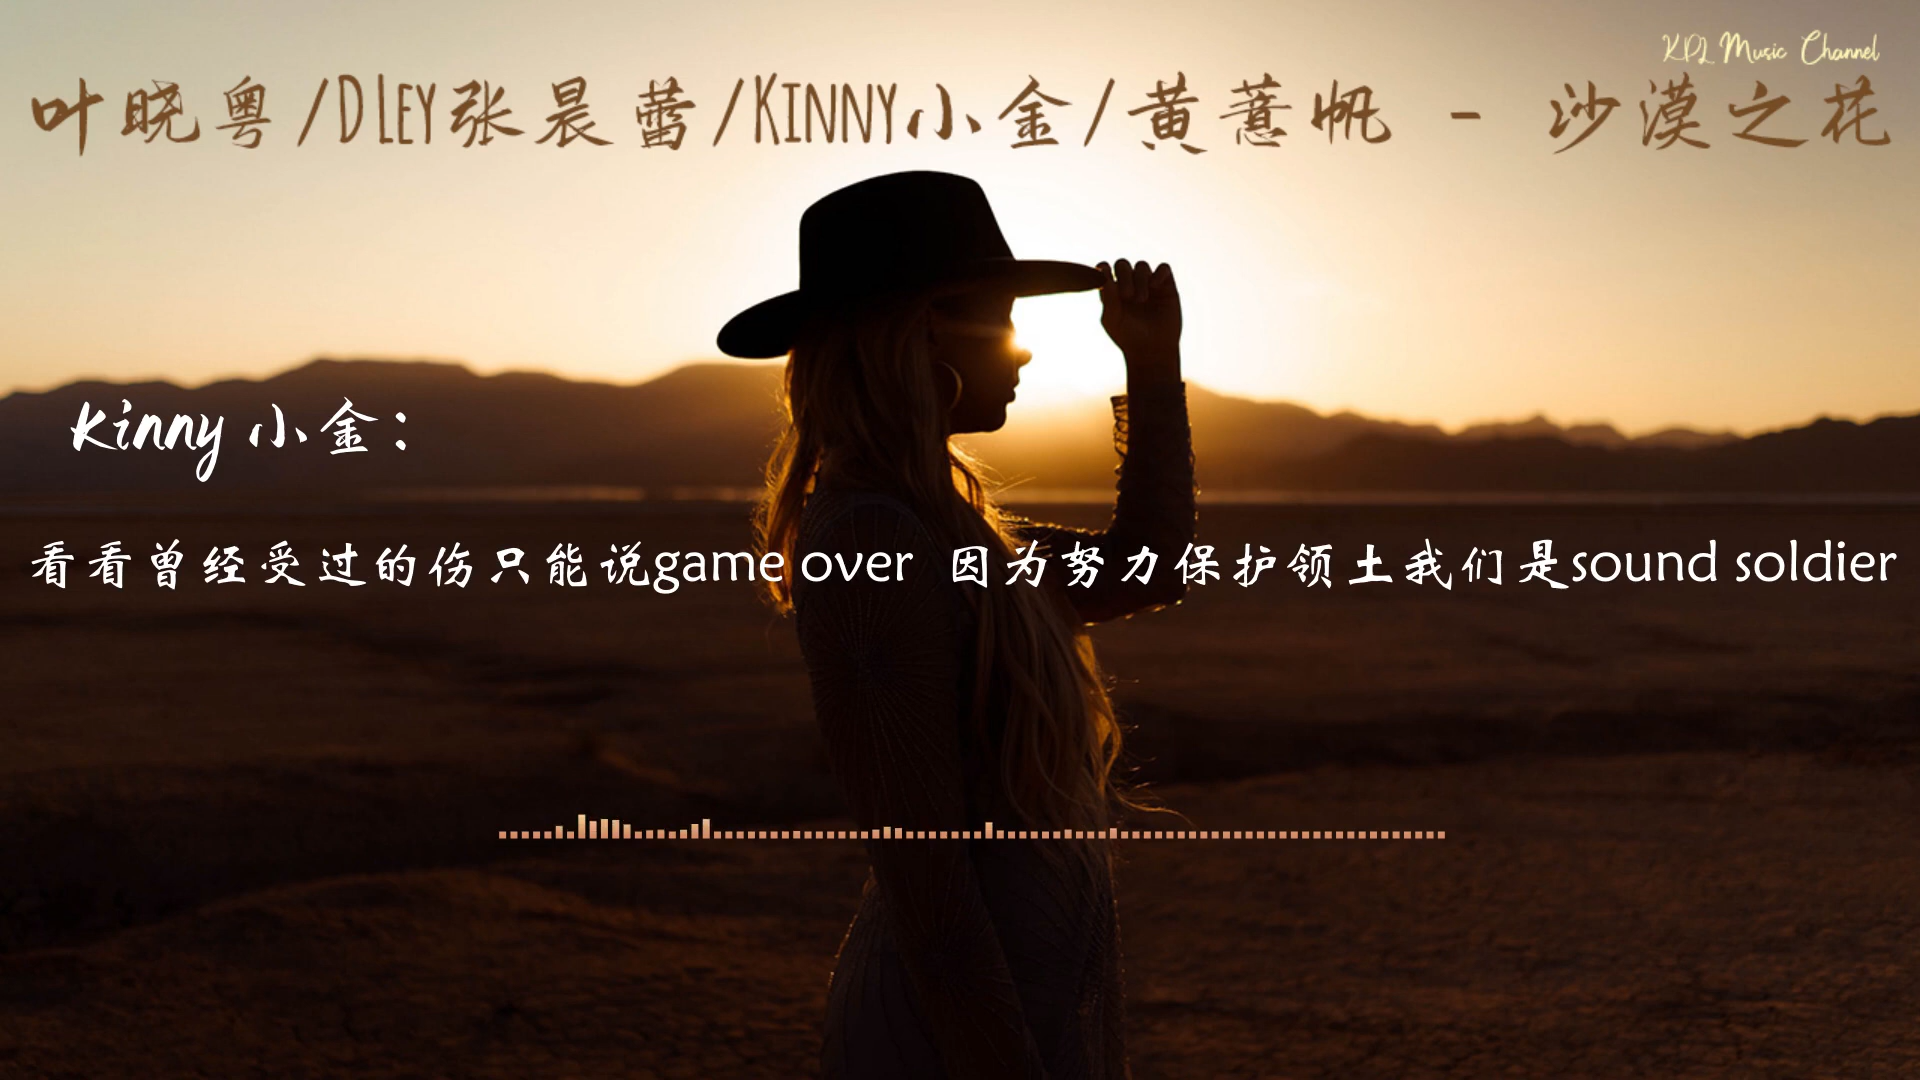 KDL Music Channel
叶晓粤/DLEY张晨蕾/KINNY小金/黄薏帆 - 沙漠之花
Kinny 小金：
看看曾经受过的伤只能说game over 因为努力保护领土我们是sound soldier